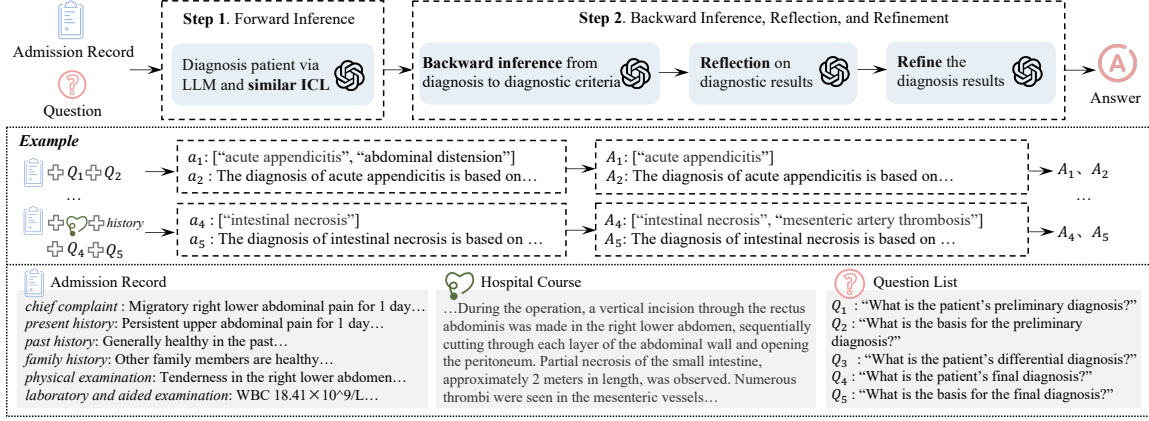 Step 1. Forward Inference
Step 2. Backward Inference, Reflection, and Refinement
Admission Record
Question
Diagnosis patient via
LLM and similar ICL
Backward inference from
diagnosis to diagnostic criteria
Reflection on
diagnostic results
Refine the
diagnosis results
A
Answer
Example
Q₁ Q₂
a₁: ["acute appendicitis", "abdominal distension"]
a₂ : The diagnosis of acute appendicitis is based on…
A₁: ["acute appendicitis"]
A₂: The diagnosis of acute appendicitis is based on…
A₁、A₂
…
…
history
Q₄ Q₅
a₄: ["intestinal necrosis"]
a₅ : The diagnosis of intestinal necrosis is based on …
A₄: ["intestinal necrosis", "mesenteric artery thrombosis"]
A₅: The diagnosis of intestinal necrosis is based on…
A₄、A₅
Admission Record
chief complaint : Migratory right lower abdominal pain for 1 day…
present history: Persistent upper abdominal pain for 1 day…
past history: Generally healthy in the past…
family history: Other family members are healthy…
physical examination: Tenderness in the right lower abdomen…
laboratory and aided examination: WBC 18.41×10^9/L…
Hospital Course
…During the operation, a vertical incision through the rectus
abdominis was made in the right lower abdomen, sequentially
cutting through each layer of the abdominal wall and opening
the peritoneum. Partial necrosis of the small intestine,
approximately 2 meters in length, was observed. Numerous
thrombi were seen in the mesenteric vessels…
Question List
Q₁ : "What is the patient's preliminary diagnosis?"
Q₂ : "What is the basis for the preliminary
diagnosis?"
Q₃ : "What is the patient's differential diagnosis?"
Q₄ : "What is the patient's final diagnosis?"
Q₅ : "What is the basis for the final diagnosis?"